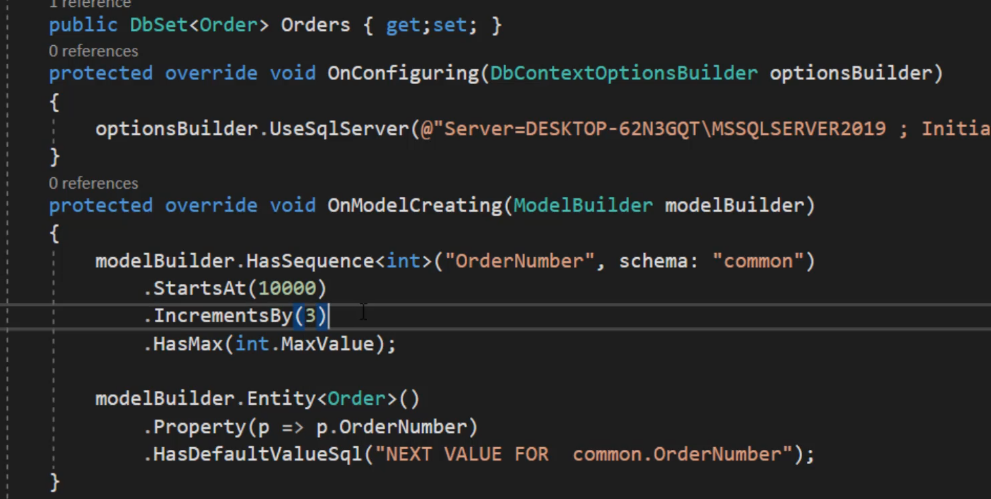 1 reference
public DbSet<Order> Orders { get;set; }
0 references
protected override void OnConfiguring(DbContextOptionsBuilder optionsBuilder)
{
optionsBuilder.UseSqlServer(@"Server=DESKTOP-62N3GQT\MSSQLSERVER2019 ; Initia
}
0 references
protected override void OnModelCreating(ModelBuilder modelBuilder)
{
modelBuilder.HasSequence<int>("OrderNumber", schema: "common")
.StartsAt(10000)
.IncrementsBy(3)
.HasMax(int.MaxValue);
modelBuilder.Entity<Order>()
.Property(p => p.OrderNumber)
.HasDefaultValueSql("NEXT VALUE FOR  common.OrderNumber");
}